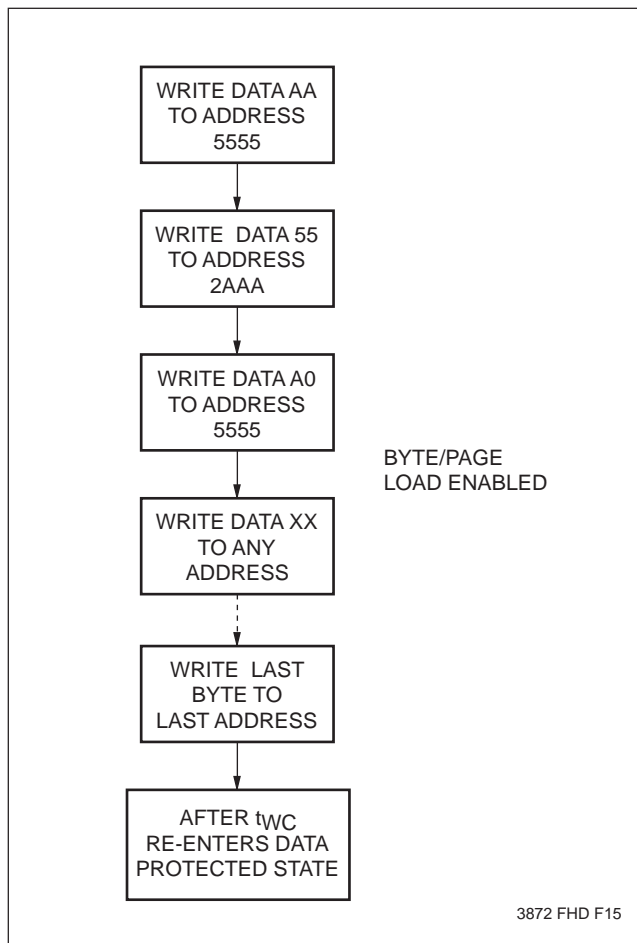 WRITE DATA AA
TO ADDRESS
5555
WRITE DATA 55
TO ADDRESS
2AAA
WRITE DATA A0
TO ADDRESS
5555
BYTE/PAGE
LOAD ENABLED
WRITE DATA XX
TO ANY
ADDRESS
WRITE LAST
BYTE TO
LAST ADDRESS
AFTER tWC
RE-ENTERS DATA
PROTECTED STATE
3872 FHD F15